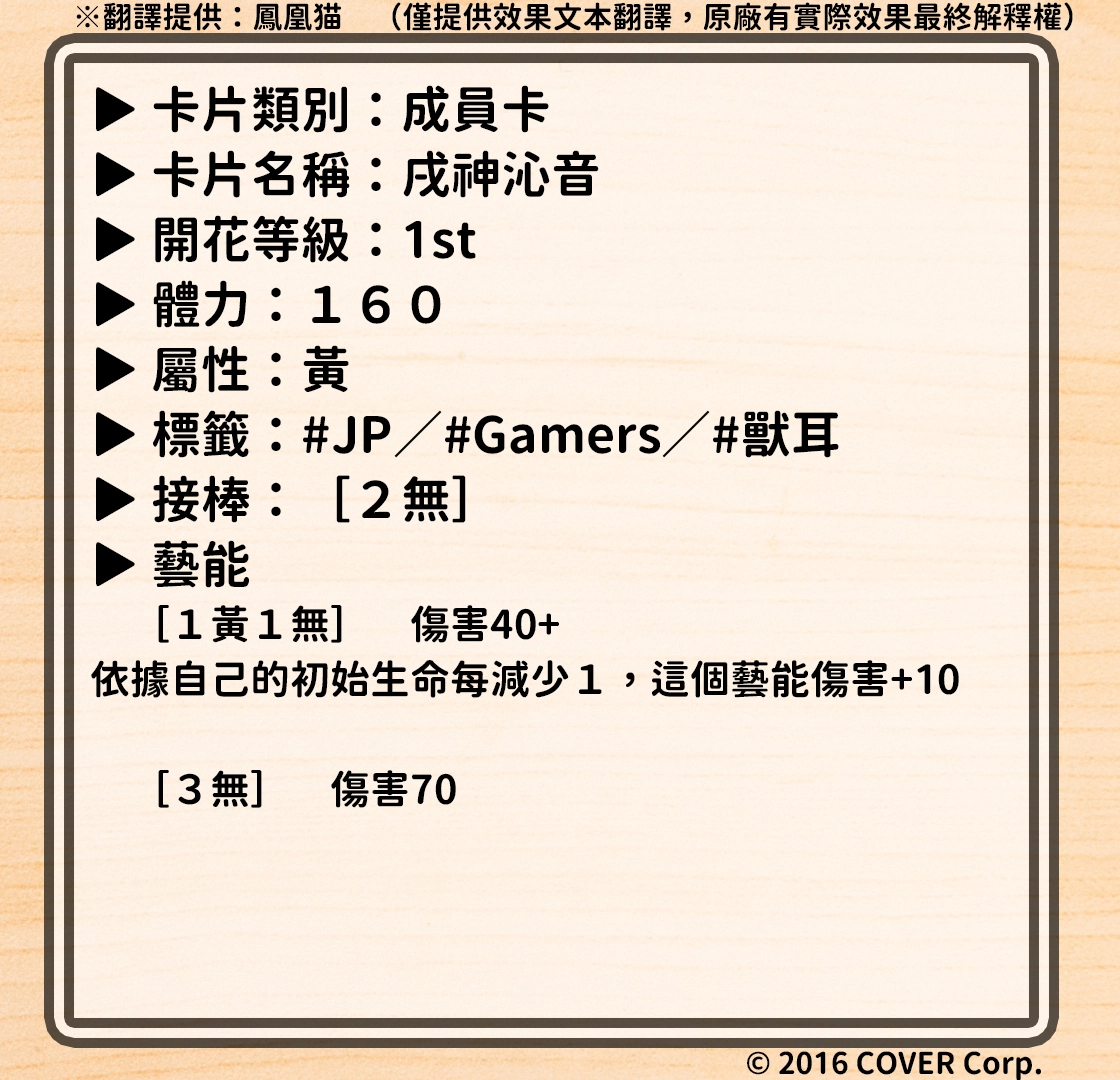 ※翻譯提供：鳳凰猫　（僅提供效果文本翻譯，原廠有實際效果最終解釋權）
▶ 卡片類別：成員卡
▶ 卡片名稱：戌神沁音
▶ 開花等級：1st
▶ 體力：１６０
▶ 屬性：黃
▶ 標籤：#JP／#Gamers／#獸耳
▶ 接棒：［２無］
▶ 藝能
［１黃１無］　傷害40+
依據自己的初始生命每減少１，這個藝能傷害+10
［３無］　傷害70
© 2016 COVER Corp.